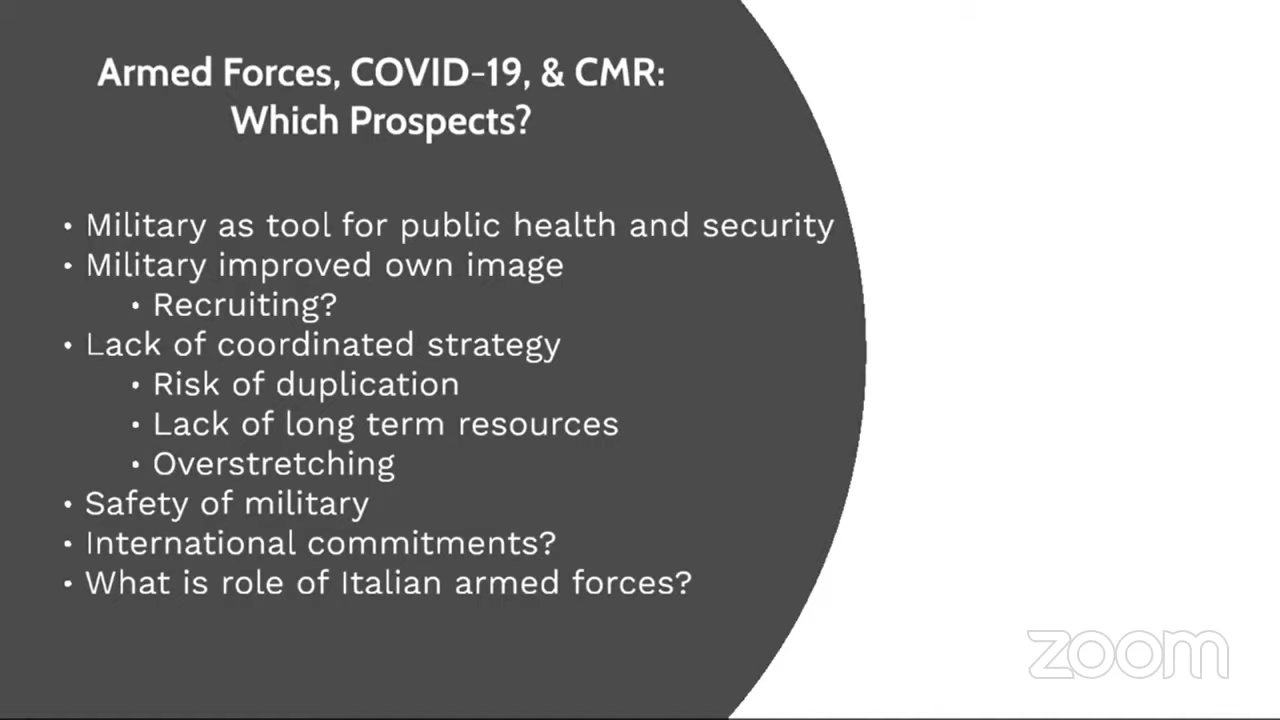 Armed Forces, COVID-19, & CMR:
Which Prospects?
• Military as tool for public health and security
• Military improved own image
• Recruiting?
• Lack of coordinated strategy
• Risk of duplication
• Lack of long term resources
• Overstretching
• Safety of military
• International commitments?
• What is role of Italian armed forces?
zoom